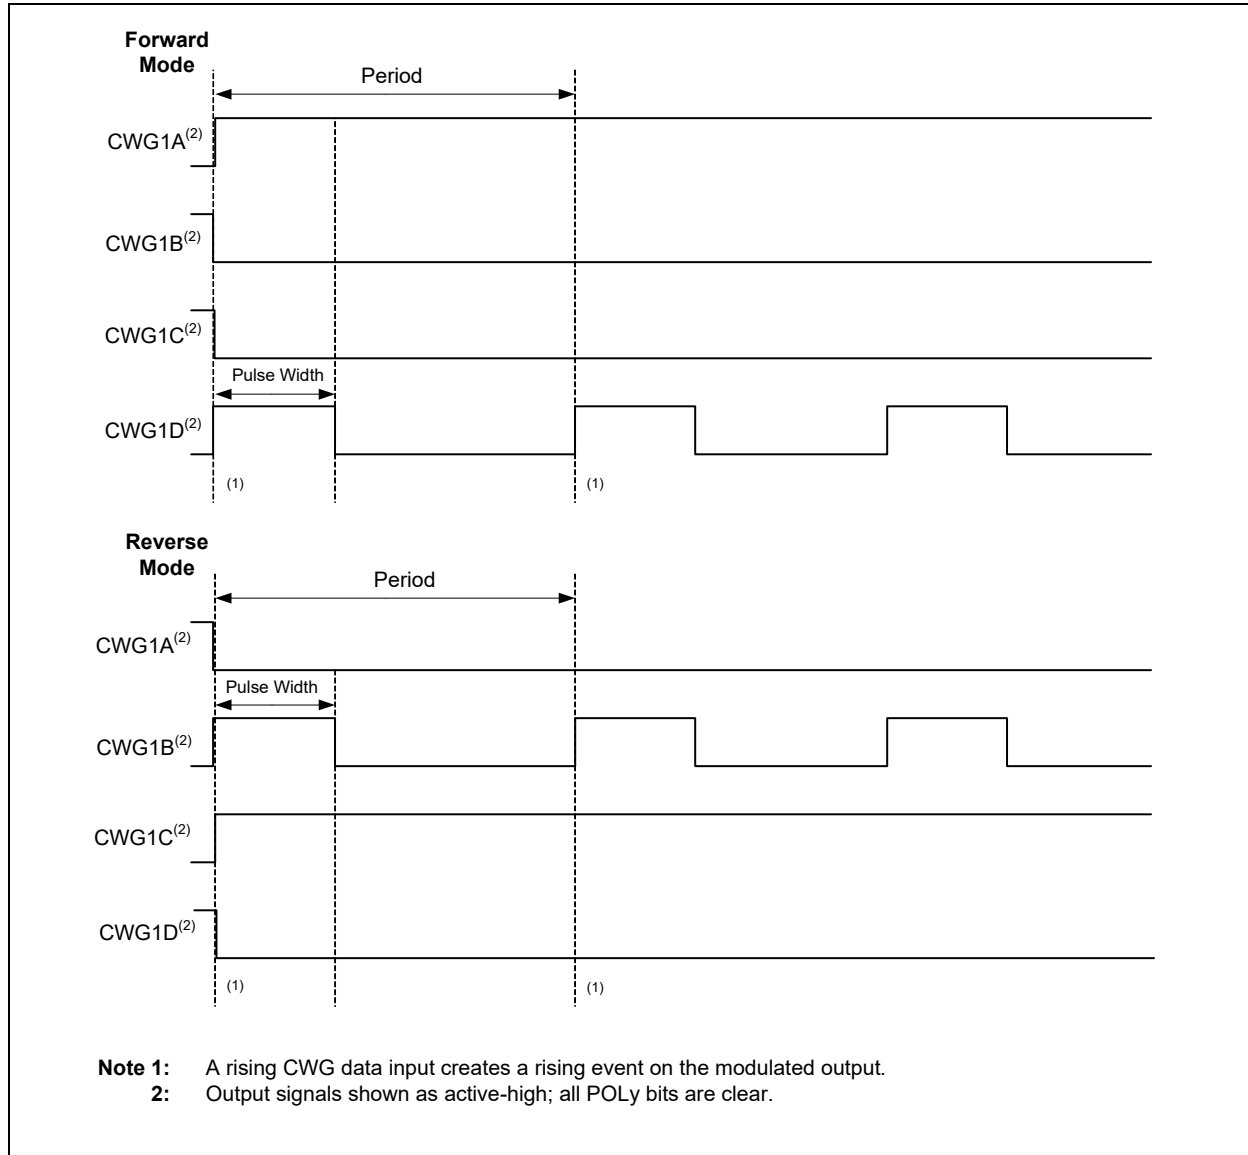 Forward
Mode
Period
CWG1A(2)
CWG1B(2)
CWG1C(2)
Pulse Width
CWG1D(2)
(1)
(1)
Reverse
Mode
Period
CWG1A(2)
Pulse Width
CWG1B(2)
CWG1C(2)
CWG1D(2)
(1)
(1)
Note 1: A rising CWG data input creates a rising event on the modulated output.
2: Output signals shown as active-high; all POLy bits are clear.